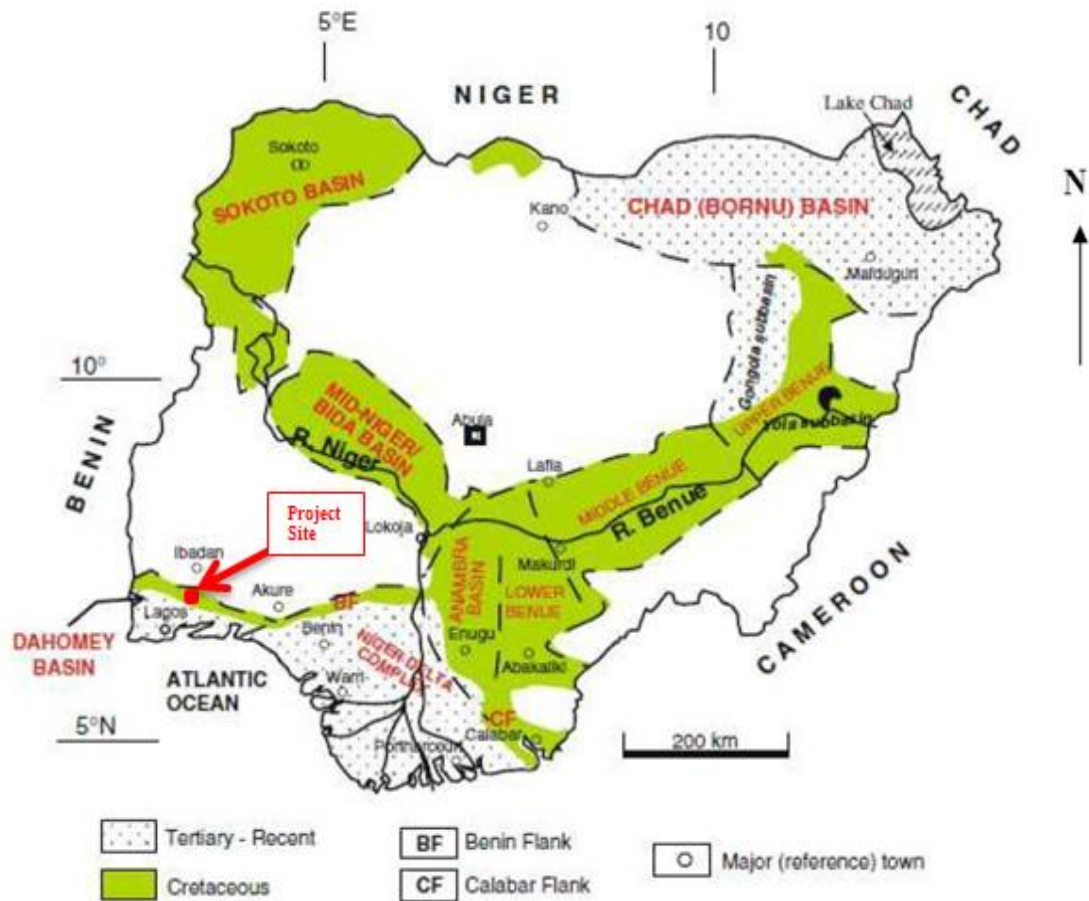 5°E
10
NIGER
Lake Chad
CHAD
Sokoto
SOKOTO BASIN
Kano
CHAD (BORNU) BASIN
N
Maiduguri
Gongola subbasin
10°
MID-NIGER/
BIDA BASIN
R. Niger
Abuja
UPPER BENUE
Yola subbasin
BENIN
Lafia
MIDDLE BENUE
R. Benue
Project
Site
Lokoja
Ibadan
Makurdi
ANAMBRA
BASIN
LOWER
BENUE
CAMEROON
Akure
BF
Lagos
Benin
Enugu
DAHOMEY
BASIN
NIGER DELTA
COMPLEX
Abakaliki
ATLANTIC
OCEAN
Warri
CF
Calabar
5°N
Portharcourt
200 km
Tertiary - Recent
BF Benin Flank
Major (reference) town
Cretaceous
CF Calabar Flank